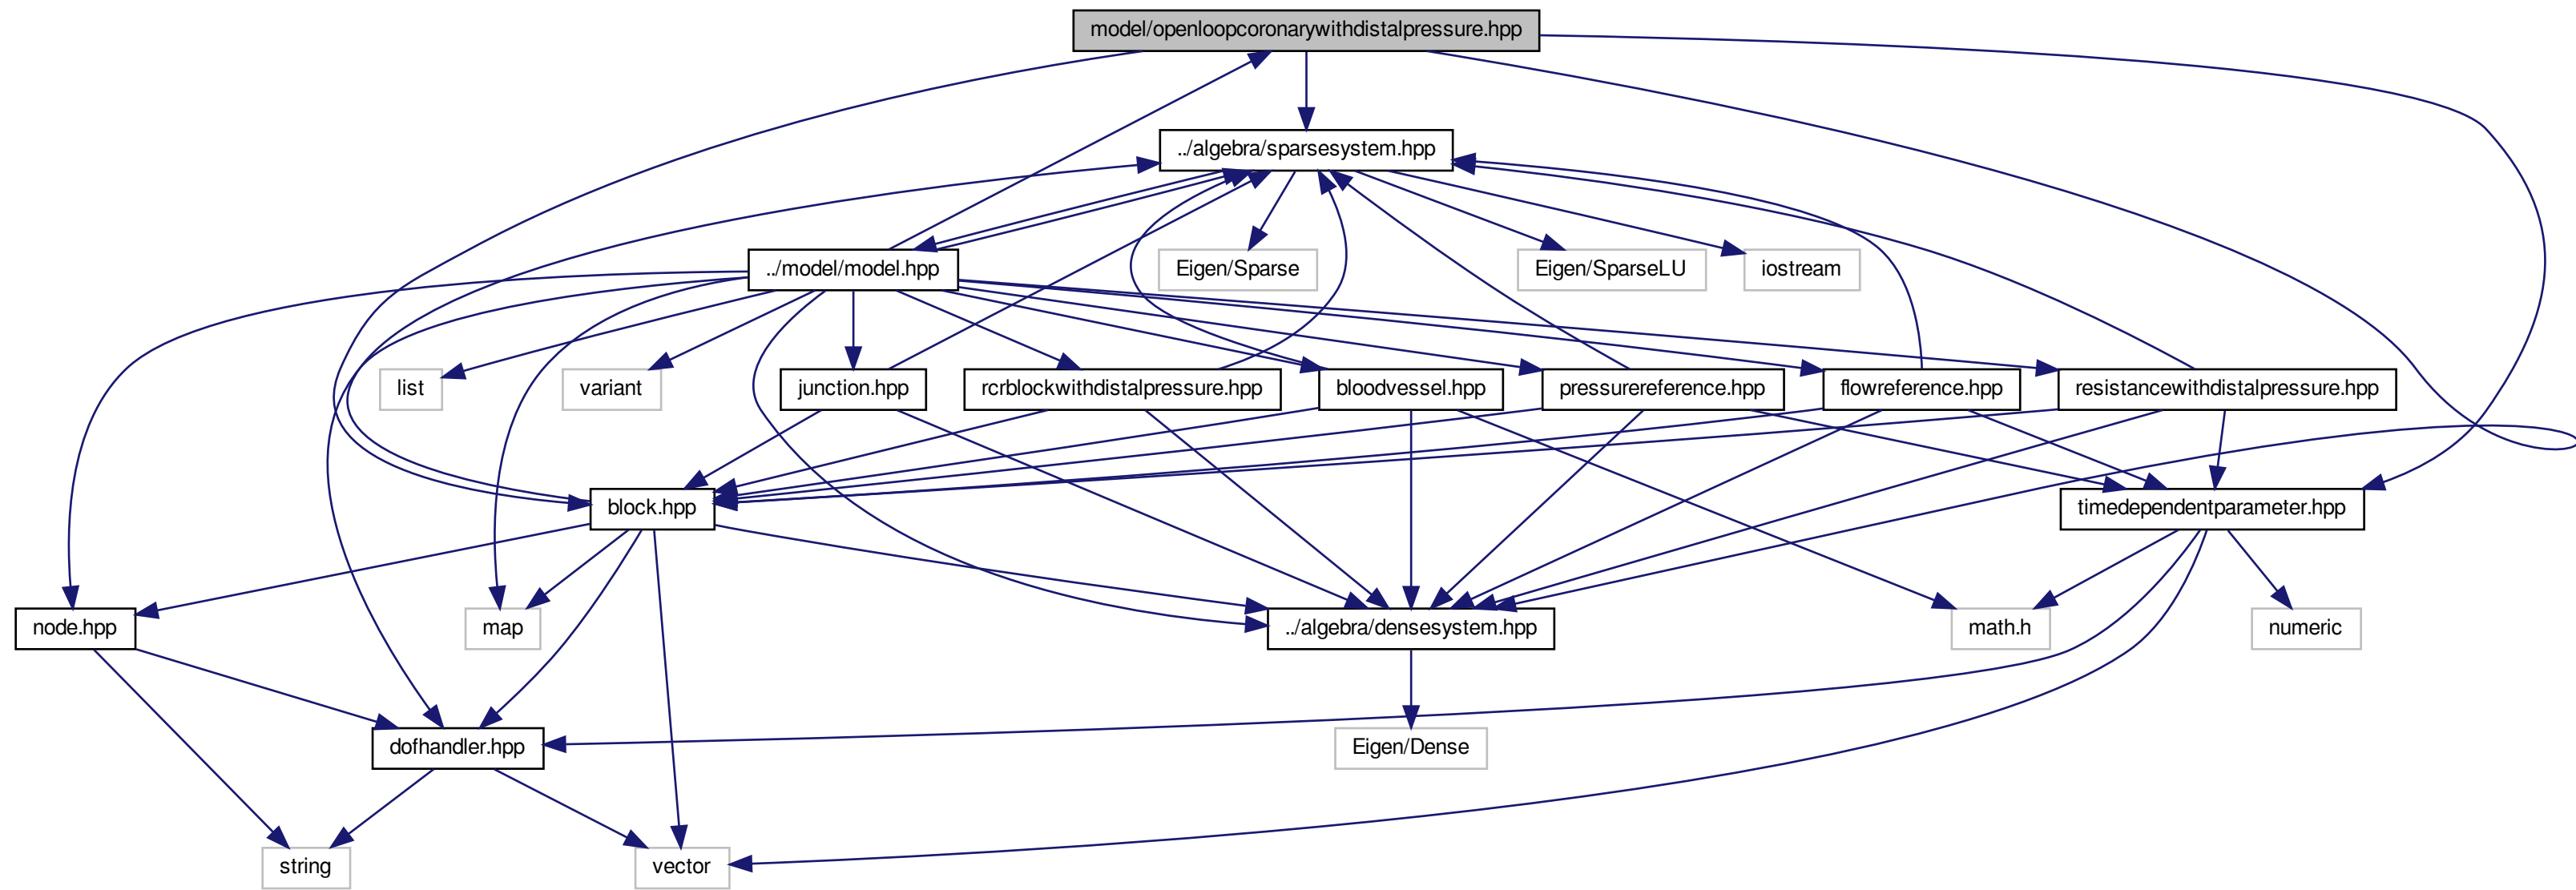 model/openloopcoronarywithdistalpressure.hpp
../algebra/sparsesystem.hpp
../model/model.hpp
Eigen/Sparse
Eigen/SparseLU
iostream
list
variant
junction.hpp
rcrblockwithdistalpressure.hpp
bloodvessel.hpp
pressurereference.hpp
flowreference.hpp
resistancewithdistalpressure.hpp
block.hpp
timedependentparameter.hpp
node.hpp
map
../algebra/densesystem.hpp
math.h
numeric
dofhandler.hpp
Eigen/Dense
string
vector